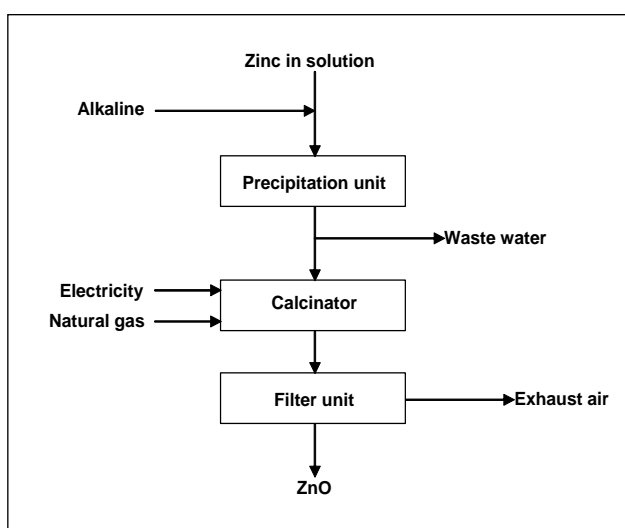 Zinc in solution
Alkaline
Precipitation unit
Waste water
Electricity
Calcinator
Natural gas
Filter unit
Exhaust air
ZnO